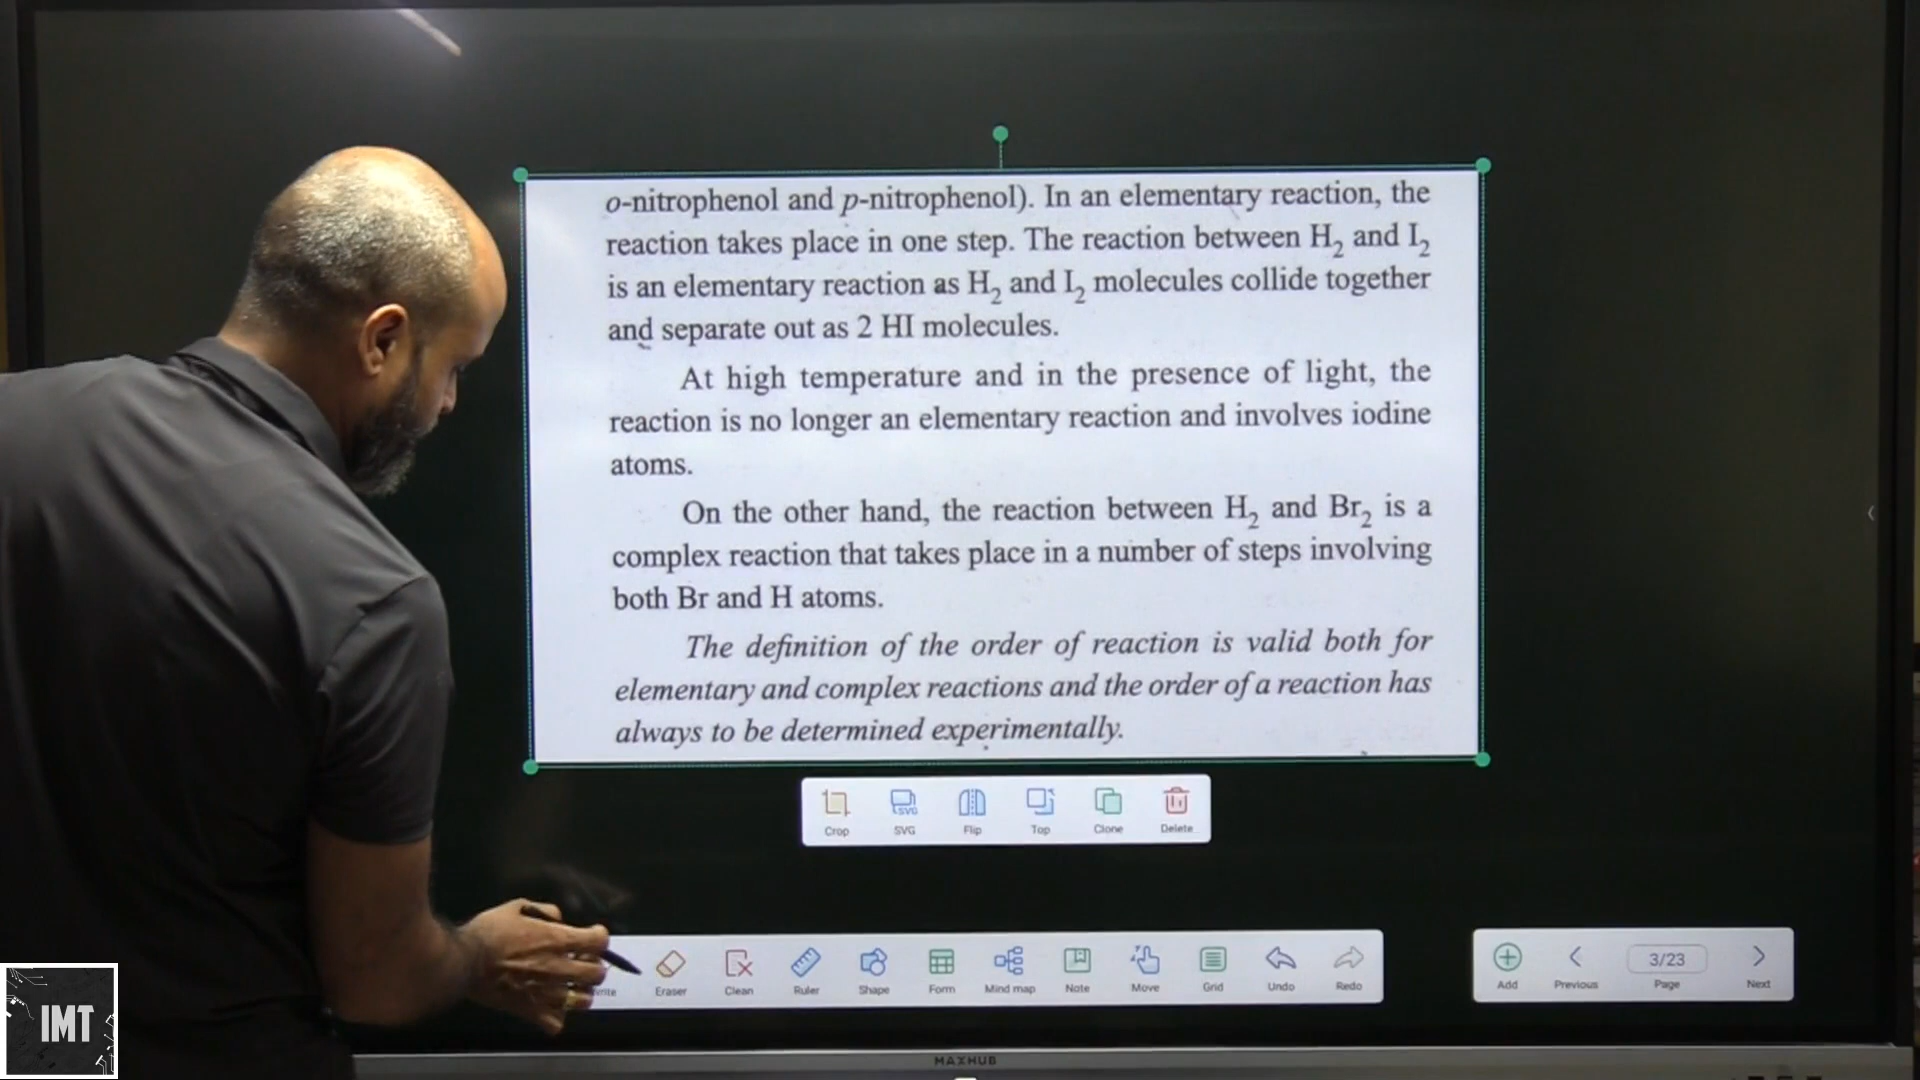 o-nitrophenol and p-nitrophenol). In an elementary reaction, the
reaction takes place in one step. The reaction between H₂ and I₂
is an elementary reaction as H₂ and I₂ molecules collide together
and separate out as 2 HI molecules.
At high temperature and in the presence of light, the
reaction is no longer an elementary reaction and involves iodine
atoms.
On the other hand, the reaction between H₂ and Br₂ is a
complex reaction that takes place in a number of steps involving
both Br and H atoms.
The definition of the order of reaction is valid both for
elementary and complex reactions and the order of a reaction has
always to be determined experimentally.
Crop SVG Flip Top Clone Delete
Eraser Clean Ruler Shape Form Mind map Note Move Grid Undo Redo
3/23
Add Previous Page Next
IMT
MAXHUB